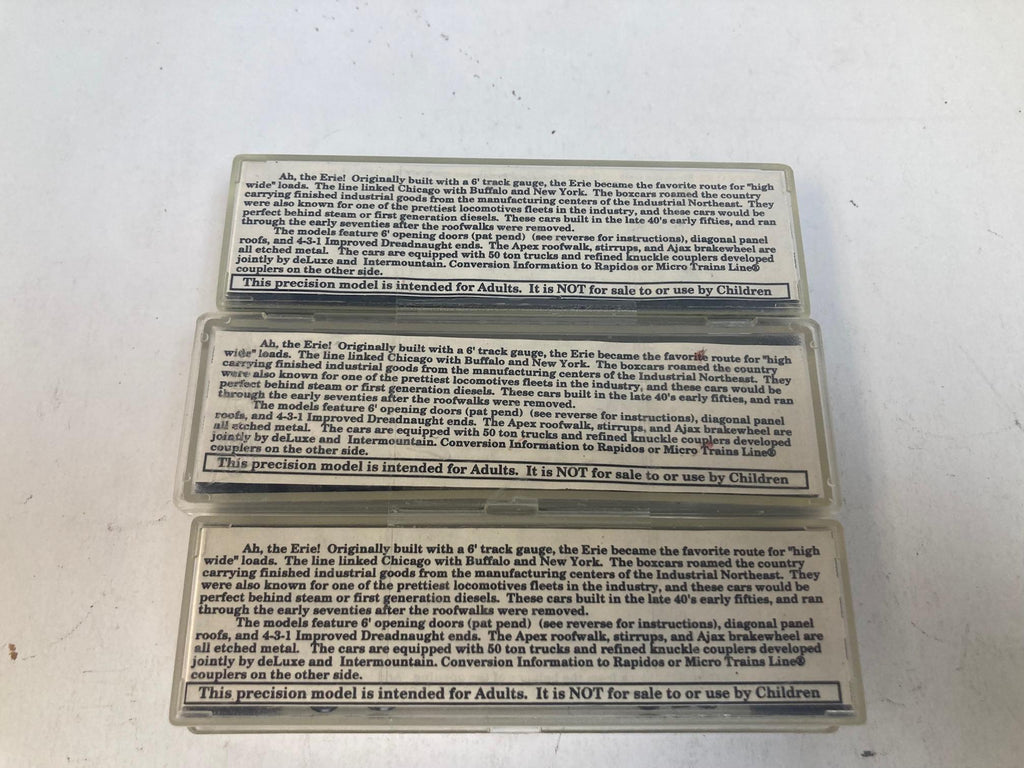 Ah, the Erie! Originally built with a 6' track gauge, the Erie became the favorite route for "high
wide" loads. The line linked Chicago with Buffalo and New York. The boxcars roamed the country
carrying finished industrial goods from the manufacturing centers of the Industrial Northeast. They
were also known for one of the prettiest locomotives fleets in the industry, and these cars would be
perfect behind steam or first generation diesels. These cars built in the late 40's early fifties, and ran
through the early seventies after the roofwalks were removed.
The models feature 6' opening doors (pat pend) (see reverse for instructions), diagonal panel
roofs, and 4-3-1 Improved Dreadnaught ends. The Apex roofwalk, stirrups, and Ajax brakewheel are
all etched metal. The cars are equipped with 50 ton trucks and refined knuckle couplers developed
jointly by deLuxe and Intermountain. Conversion Information to Rapidos or Micro Trains Line®
couplers on the other side.
This precision model is intended for Adults. It is NOT for sale to or use by Children
Ah, the Erie! Originally built with a 6' track gauge, the Erie became the favorite route for "high
wide" loads. The line linked Chicago with Buffalo and New York. The boxcars roamed the country
carrying finished industrial goods from the manufacturing centers of the Industrial Northeast. They
were also known for one of the prettiest locomotives fleets in the industry, and these cars would be
perfect behind steam or first generation diesels. These cars built in the late 40's early fifties, and ran
through the early seventies after the roofwalks were removed.
The models feature 6' opening doors (pat pend) (see reverse for instructions), diagonal panel
roofs, and 4-3-1 Improved Dreadnaught ends. The Apex roofwalk, stirrups, and Ajax brakewheel are
all etched metal. The cars are equipped with 50 ton trucks and refined knuckle couplers developed
jointly by deLuxe and Intermountain. Conversion Information to Rapidos or Micro Trains Line®
couplers on the other side.
This precision model is intended for Adults. It is NOT for sale to or use by Children
Ah, the Erie! Originally built with a 6' track gauge, the Erie became the favorite route for "high
wide" loads. The line linked Chicago with Buffalo and New York. The boxcars roamed the country
carrying finished industrial goods from the manufacturing centers of the Industrial Northeast. They
were also known for one of the prettiest locomotives fleets in the industry, and these cars would be
perfect behind steam or first generation diesels. These cars built in the late 40's early fifties, and ran
through the early seventies after the roofwalks were removed.
The models feature 6' opening doors (pat pend) (see reverse for instructions), diagonal panel
roofs, and 4-3-1 Improved Dreadnaught ends. The Apex roofwalk, stirrups, and Ajax brakewheel are
all etched metal. The cars are equipped with 50 ton trucks and refined knuckle couplers developed
jointly by deLuxe and Intermountain. Conversion Information to Rapidos or Micro Trains Line®
couplers on the other side.
This precision model is intended for Adults. It is NOT for sale to or use by Children